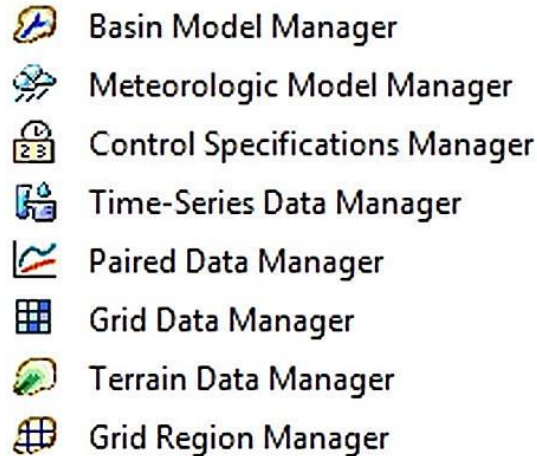 Basin Model Manager
Meteorologic Model Manager
Control Specifications Manager
Time-Series Data Manager
Paired Data Manager
Grid Data Manager
Terrain Data Manager
Grid Region Manager